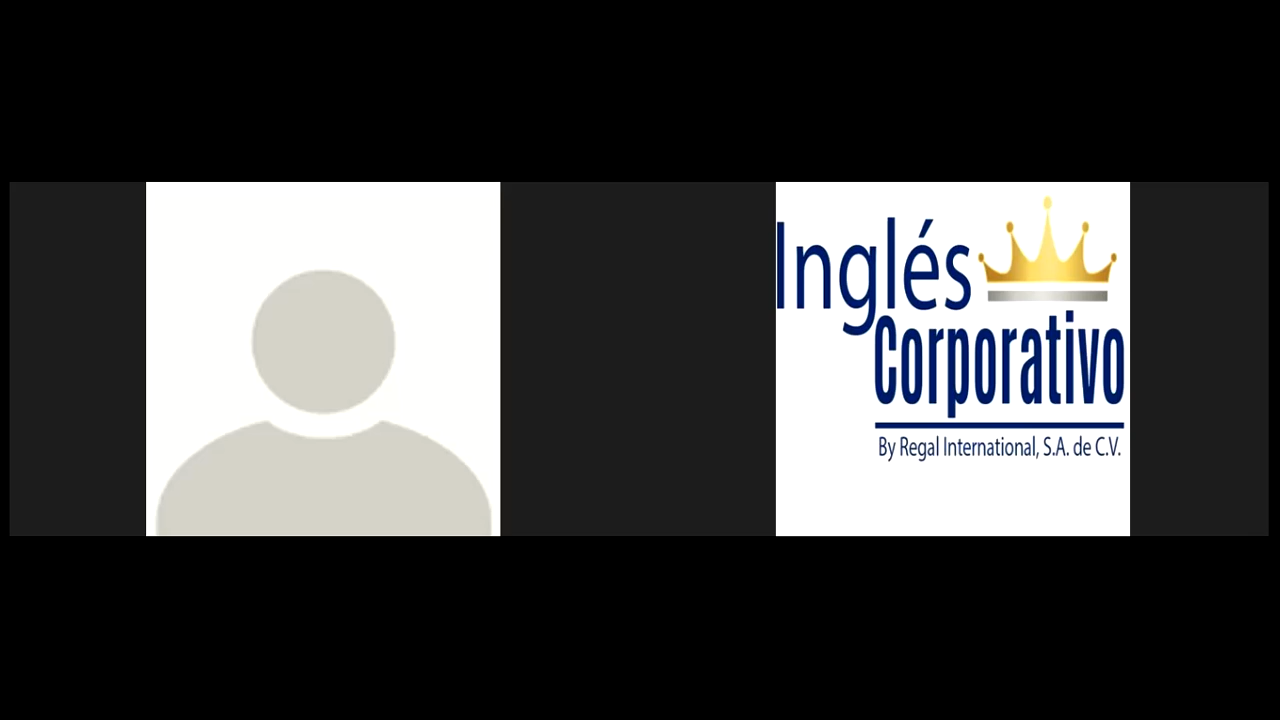 Inglés
Corporativo
By Regal International, S.A. de C.V.